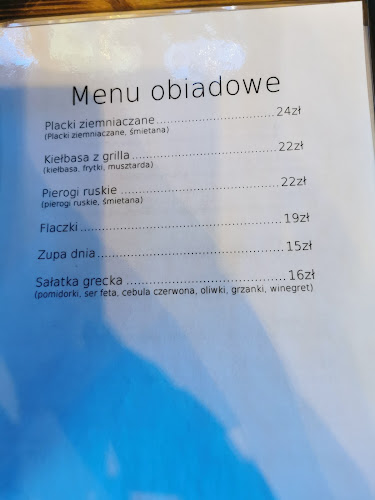 Menu obiadowe
Placki ziemniaczane........................24zł
(Placki ziemniaczane, śmietana)
Kiełbasa z grilla.............................22zł
(kiełbasa, frytki, musztarda)
Pierogi ruskie................................22zł
(pierogi ruskie, śmietana)
Flaczki..........................................19zł
Zupa dnia......................................15zł
Sałatka grecka................................16zł
(pomidorki, ser feta, cebula czerwona, oliwki, grzanki, winegret)